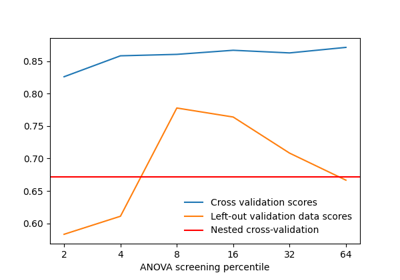 0.85
0.80
0.75
0.70
0.65
0.60
Cross validation scores
Left-out validation data scores
Nested cross-validation
2 4 8 16 32 64
ANOVA screening percentile